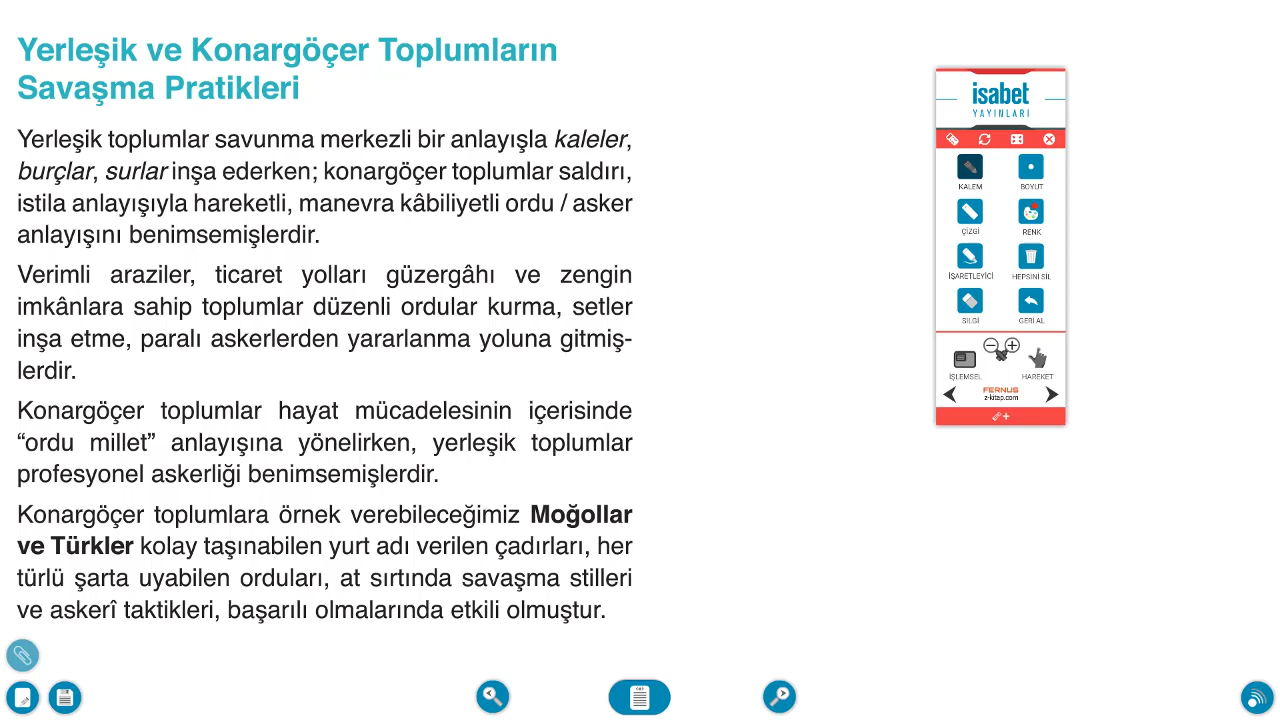 Yerleşik ve Konargöçer Toplumların
Savaşma Pratikleri
Yerleşik toplumlar savunma merkezli bir anlayışla kaleler,
burçlar, surlar inşa ederken; konargöçer toplumlar saldırı,
istila anlayışıyla hareketli, manevra kâbiliyetli ordu / asker
anlayışını benimsemişlerdir.
Verimli araziler, ticaret yolları güzergâhı ve zengin
imkânlara sahip toplumlar düzenli ordular kurma, setler
inşa etme, paralı askerlerden yararlanma yoluna gitmiş-
lerdir.
Konargöçer toplumlar hayat mücadelesinin içerisinde
“ordu millet” anlayışına yönelirken, yerleşik toplumlar
profesyonel askerliği benimsemişlerdir.
Konargöçer toplumlara örnek verebileceğimiz Moğollar
ve Türkler kolay taşınabilen yurt adı verilen çadırları, her
türlü şarta uyabilen orduları, at sırtında savaşma stilleri
ve askerî taktikleri, başarılı olmalarında etkili olmuştur.
isabet
YAYINLARI
KALEM BOYUT
ÇİZGİ RENK
İŞARETLEYİCİ HEPSİNİ SİL
SİLGİ GERİ AL
İŞLEMSEL HAREKET
FERNUS
z-kitap.com